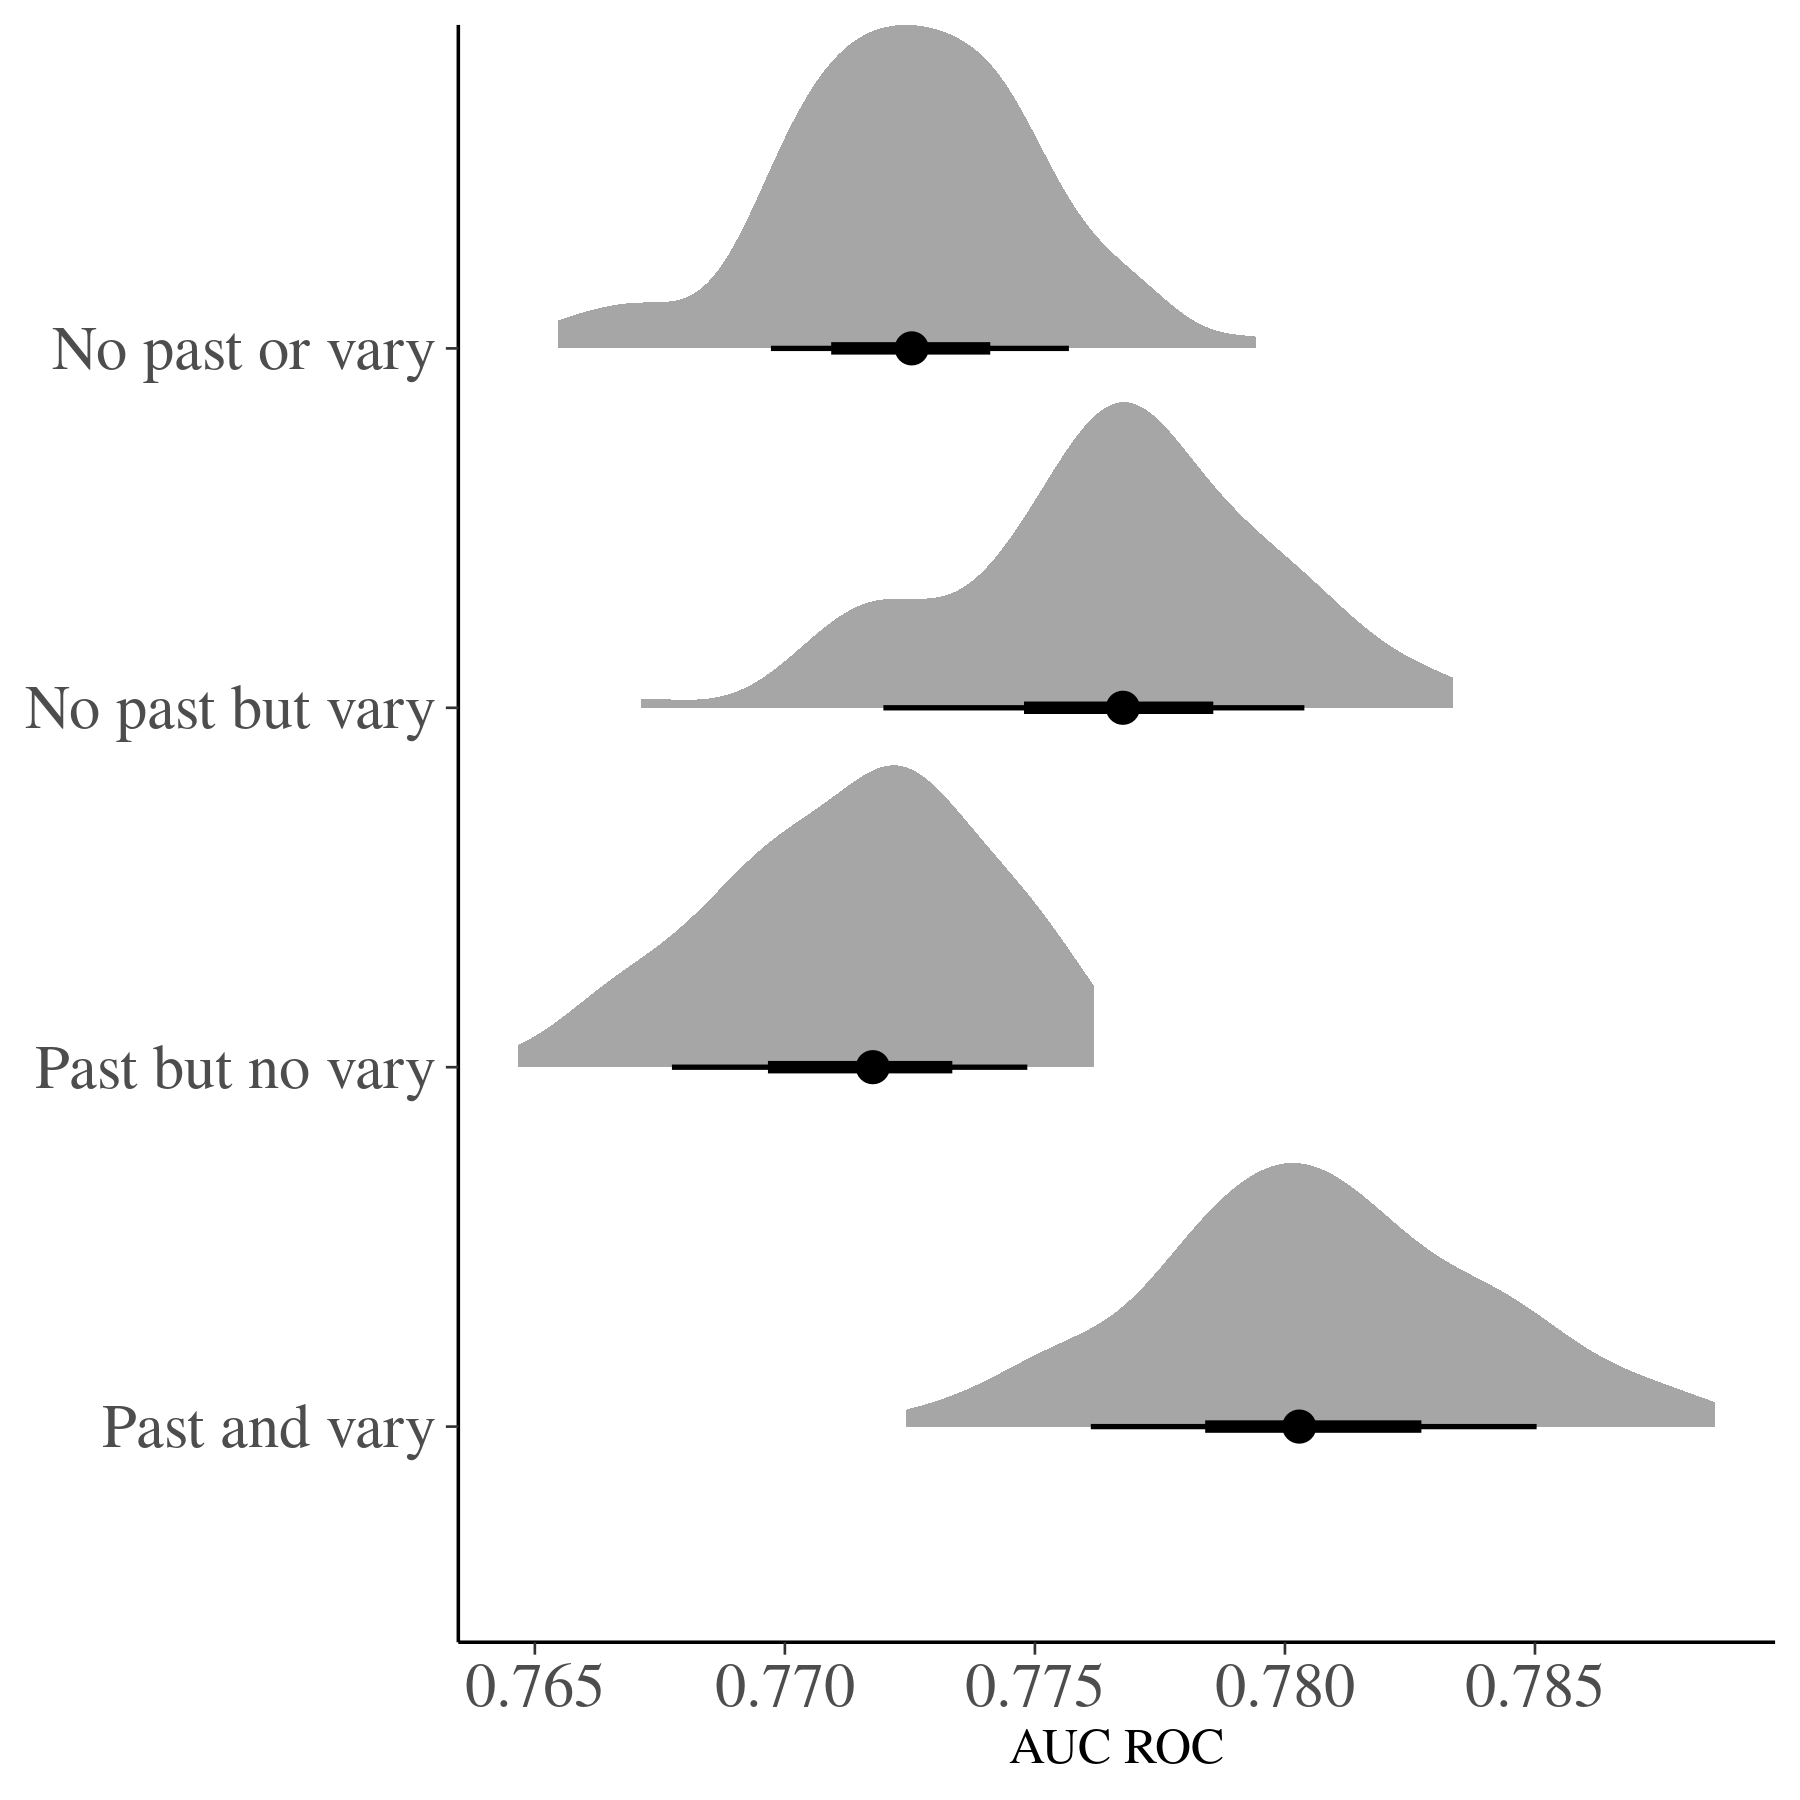 No past or vary
No past but vary
Past but no vary
Past and vary
0.765 0.770 0.775 0.780 0.785
AUC ROC